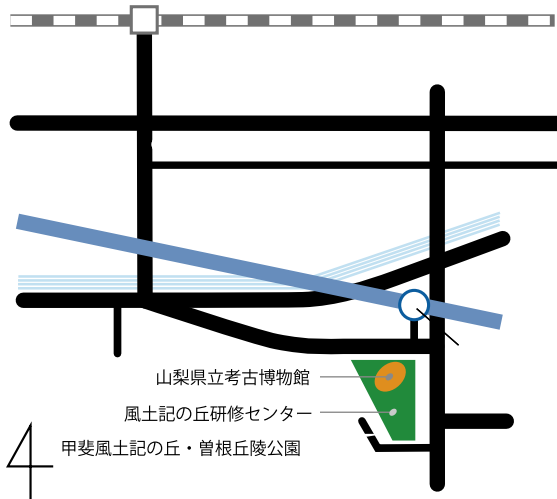 山梨県立考古博物館
風土記の丘研修センター
甲斐風土記の丘・曽根丘陵公園